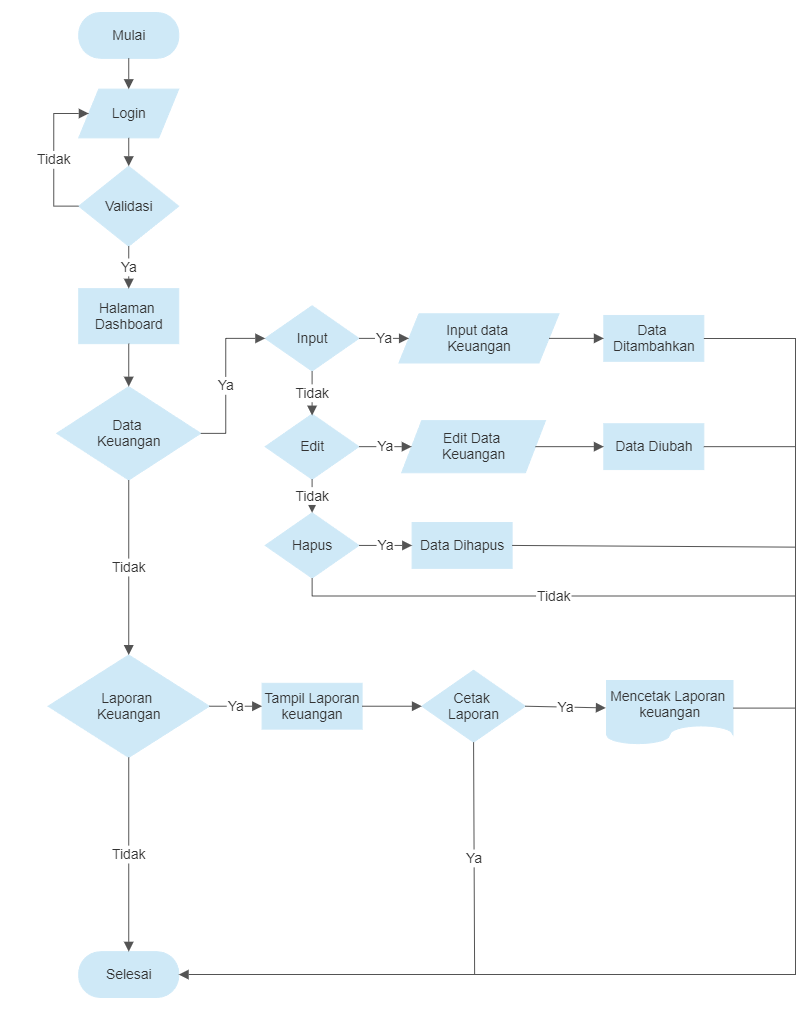 Mulai
Login
Tidak
Validasi
Ya
Halaman
Dashboard
Data
Keuangan
Ya
Input
Ya
Input data
Keuangan
Data
Ditambahkan
Tidak
Edit
Ya
Edit Data
Keuangan
Data Diubah
Tidak
Hapus
Ya
Data Dihapus
Tidak
Tidak
Laporan
Keuangan
Ya
Tampil Laporan
keuangan
Cetak
Laporan
Ya
Mencetak Laporan
keuangan
Tidak
Ya
Selesai